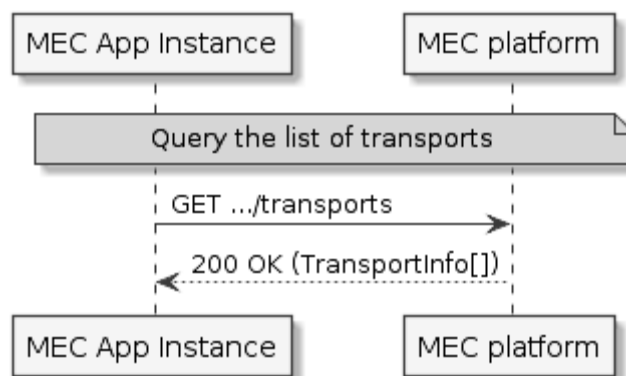 MEC App Instance
MEC platform
Query the list of transports
GET .../transports
200 OK (TransportInfo[])
MEC App Instance
MEC platform